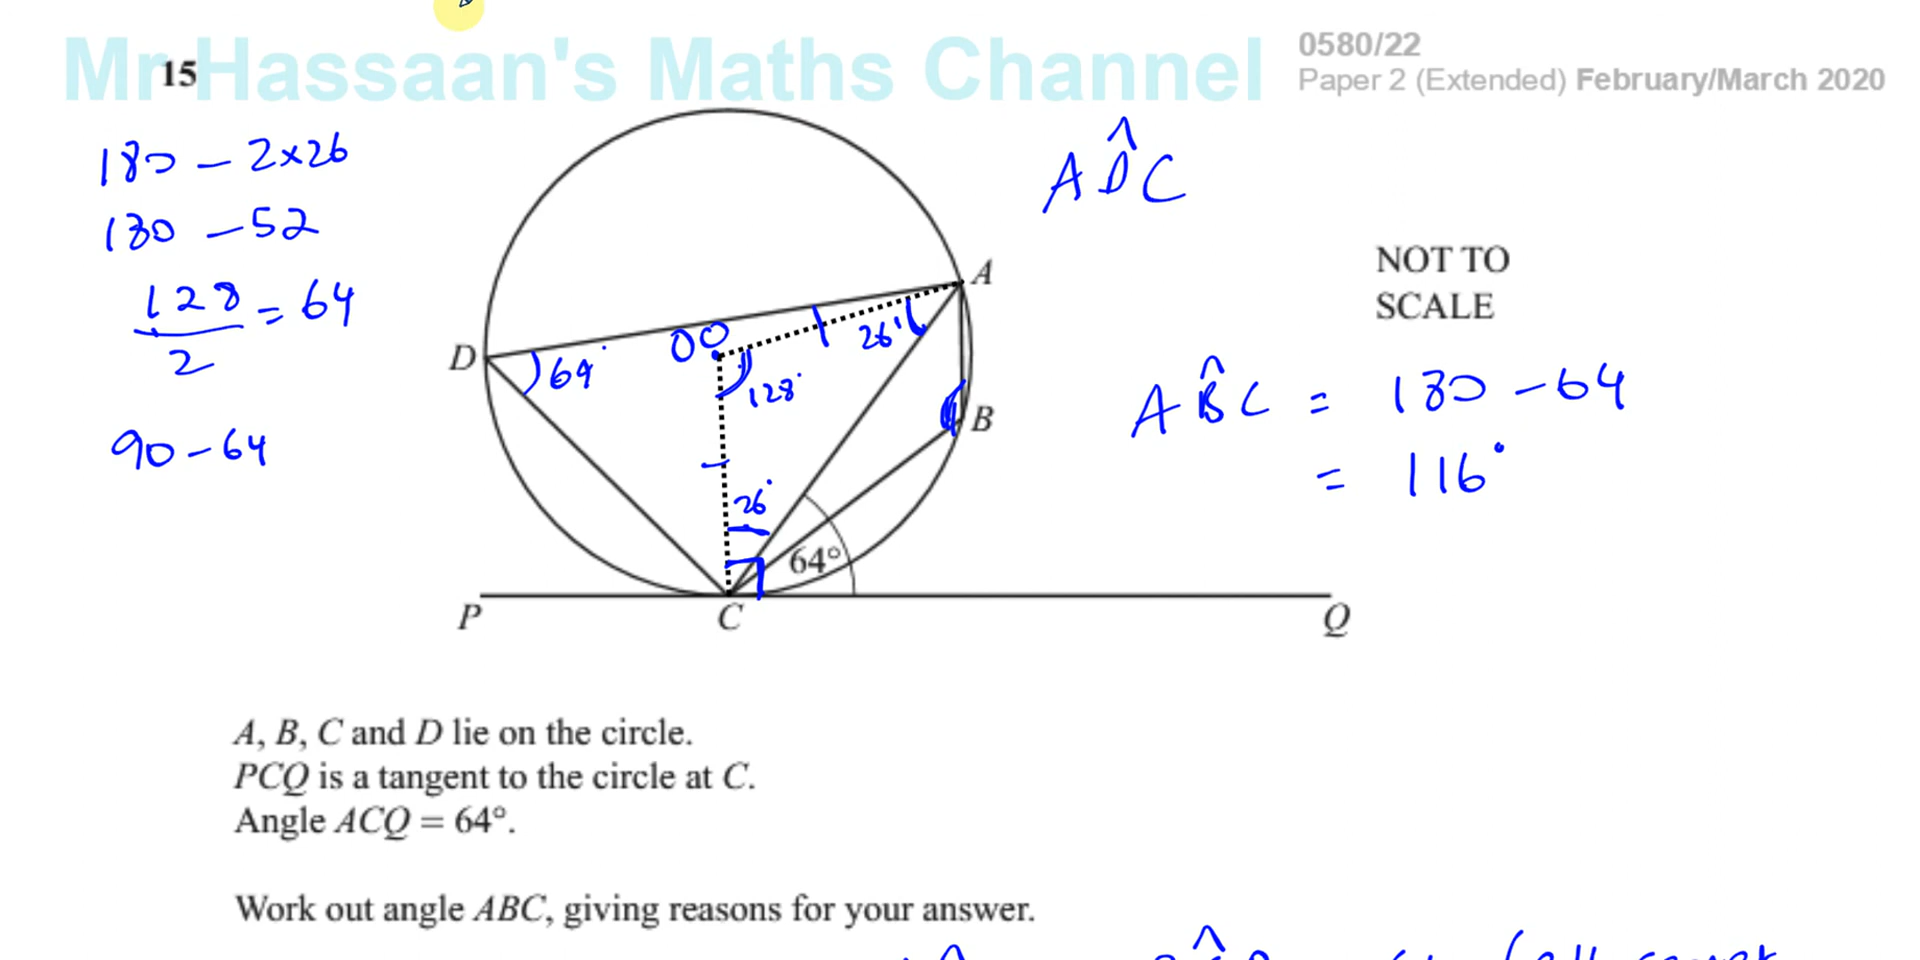 Mr Hassaan's Maths Channel
0580/22
Paper 2 (Extended) February/March 2020
15
180 - 2×26
180 - 52
128/2 = 64
90 - 64
AD̂C
NOT TO
SCALE
A
D
64°
O
26°
128°
B
26°
64°
P
C
Q
AB̂C = 180 - 64
= 116°
A, B, C and D lie on the circle.
PCQ is a tangent to the circle at C.
Angle ACQ = 64°.
Work out angle ABC, giving reasons for your answer.